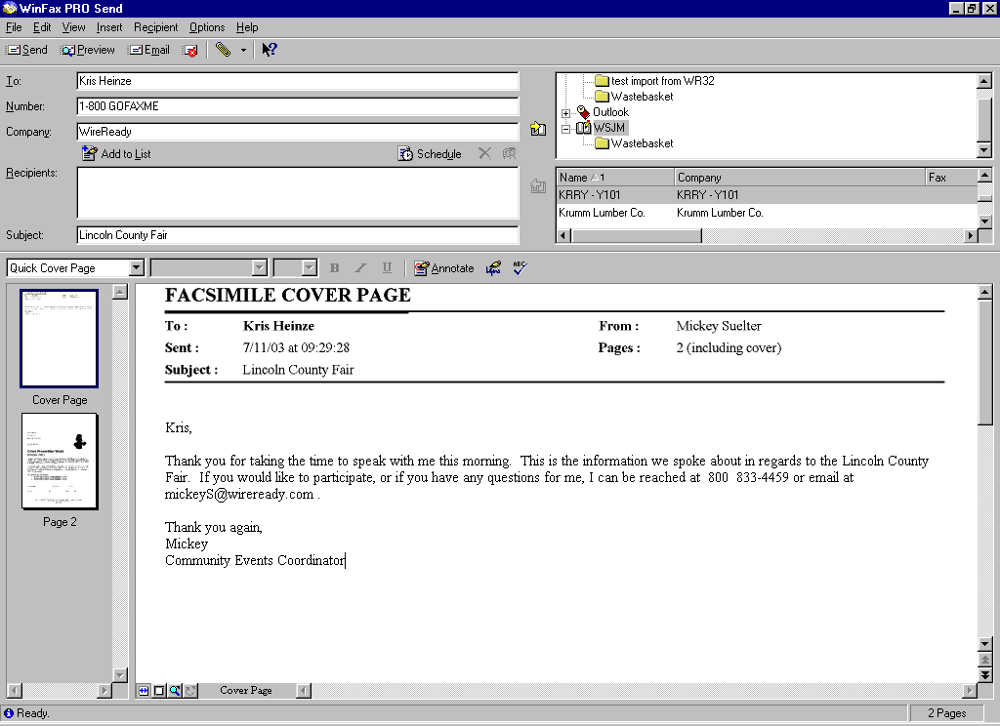 WinFax PRO Send
File Edit View Insert Recipient Options Help
Send Preview Email
To: Kris Heinze
Number: 1-800 GOFAXME
Company: WireReady
Add to List Schedule
Recipients:
Subject: Lincoln County Fair
test import from WR32
Wastebasket
Outlook
WSJM
Wastebasket
Name 1 Company Fax
KRRY - Y101 KRRY - Y101
Krumm Lumber Co. Krumm Lumber Co.
Quick Cover Page B I U Annotate ABC
Cover Page
Page 2
FACSIMILE COVER PAGE
To : Kris Heinze From : Mickey Suelter
Sent : 7/11/03 at 09:29:28 Pages : 2 (including cover)
Subject : Lincoln County Fair
Kris,
Thank you for taking the time to speak with me this morning.  This is the information we spoke about in regards to the Lincoln County
Fair.  If you would like to participate, or if you have any questions for me, I can be reached at  800  833-4459 or email at
mickeyS@wireready.com .
Thank you again,
Mickey
Community Events Coordinator
Cover Page
Ready. 2 Pages